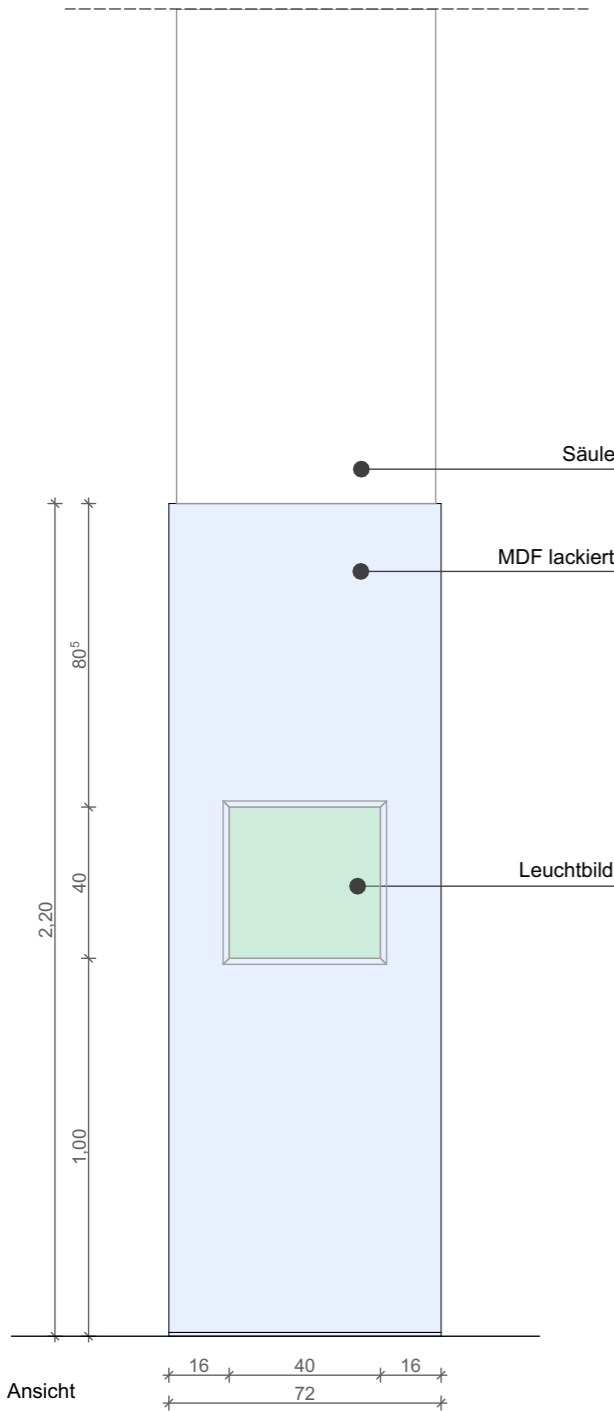 Säule
MDF lackiert
80⁵
Leuchtbild
40
2,20
1,00
16 40 16
72
Ansicht